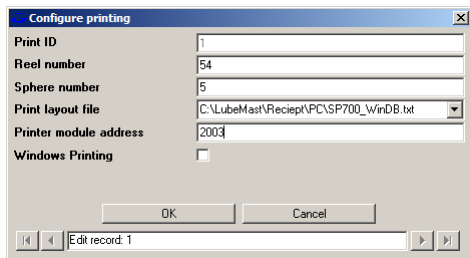 Configure printing
Print ID 1
Reel number 54
Sphere number 5
Print layout file C:\LubeMast\Reciept\PC\SP700_WinDB.txt
Printer module address 2003
Windows Printing
OK Cancel
Edit record: 1